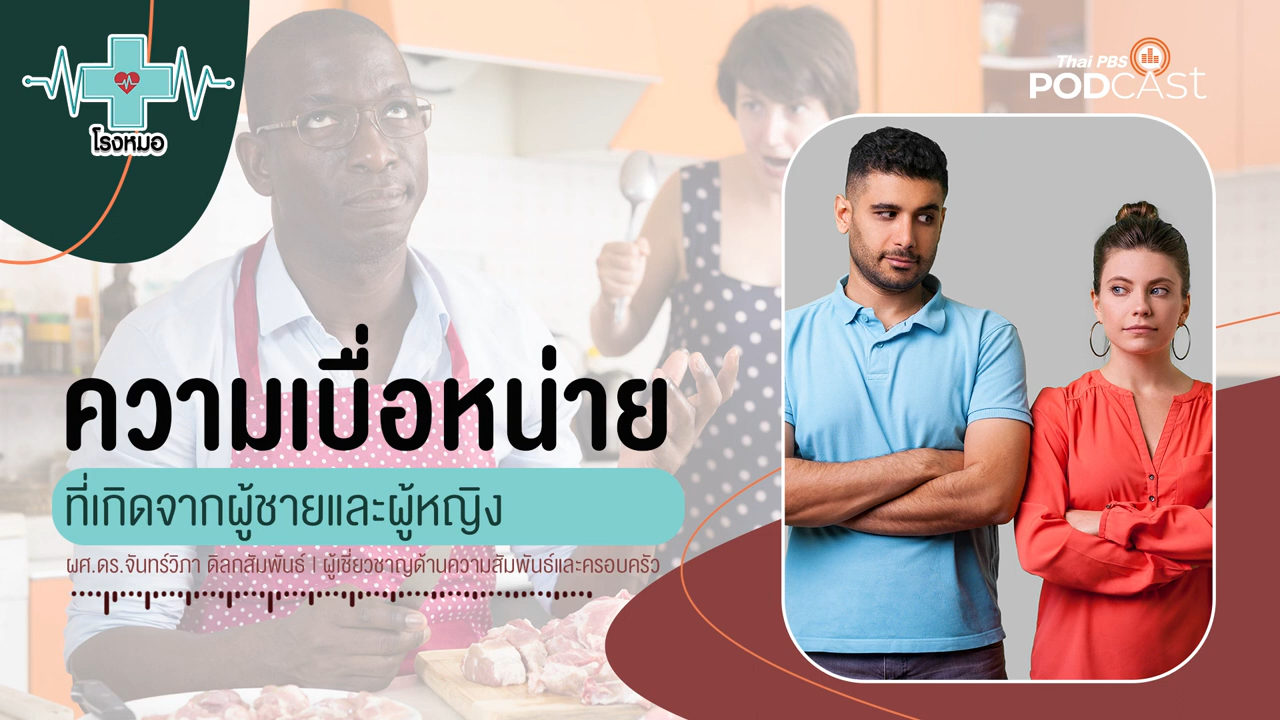 โรงหมอ
Thai PBS
PODCAST
ความเบื่อหน่าย
ที่เกิดจากผู้ชายและผู้หญิง
ผศ.ดร.จันทร์วิภา ดิลกสัมพันธ์ | ผู้เชี่ยวชาญด้านความสัมพันธ์และครอบครัว